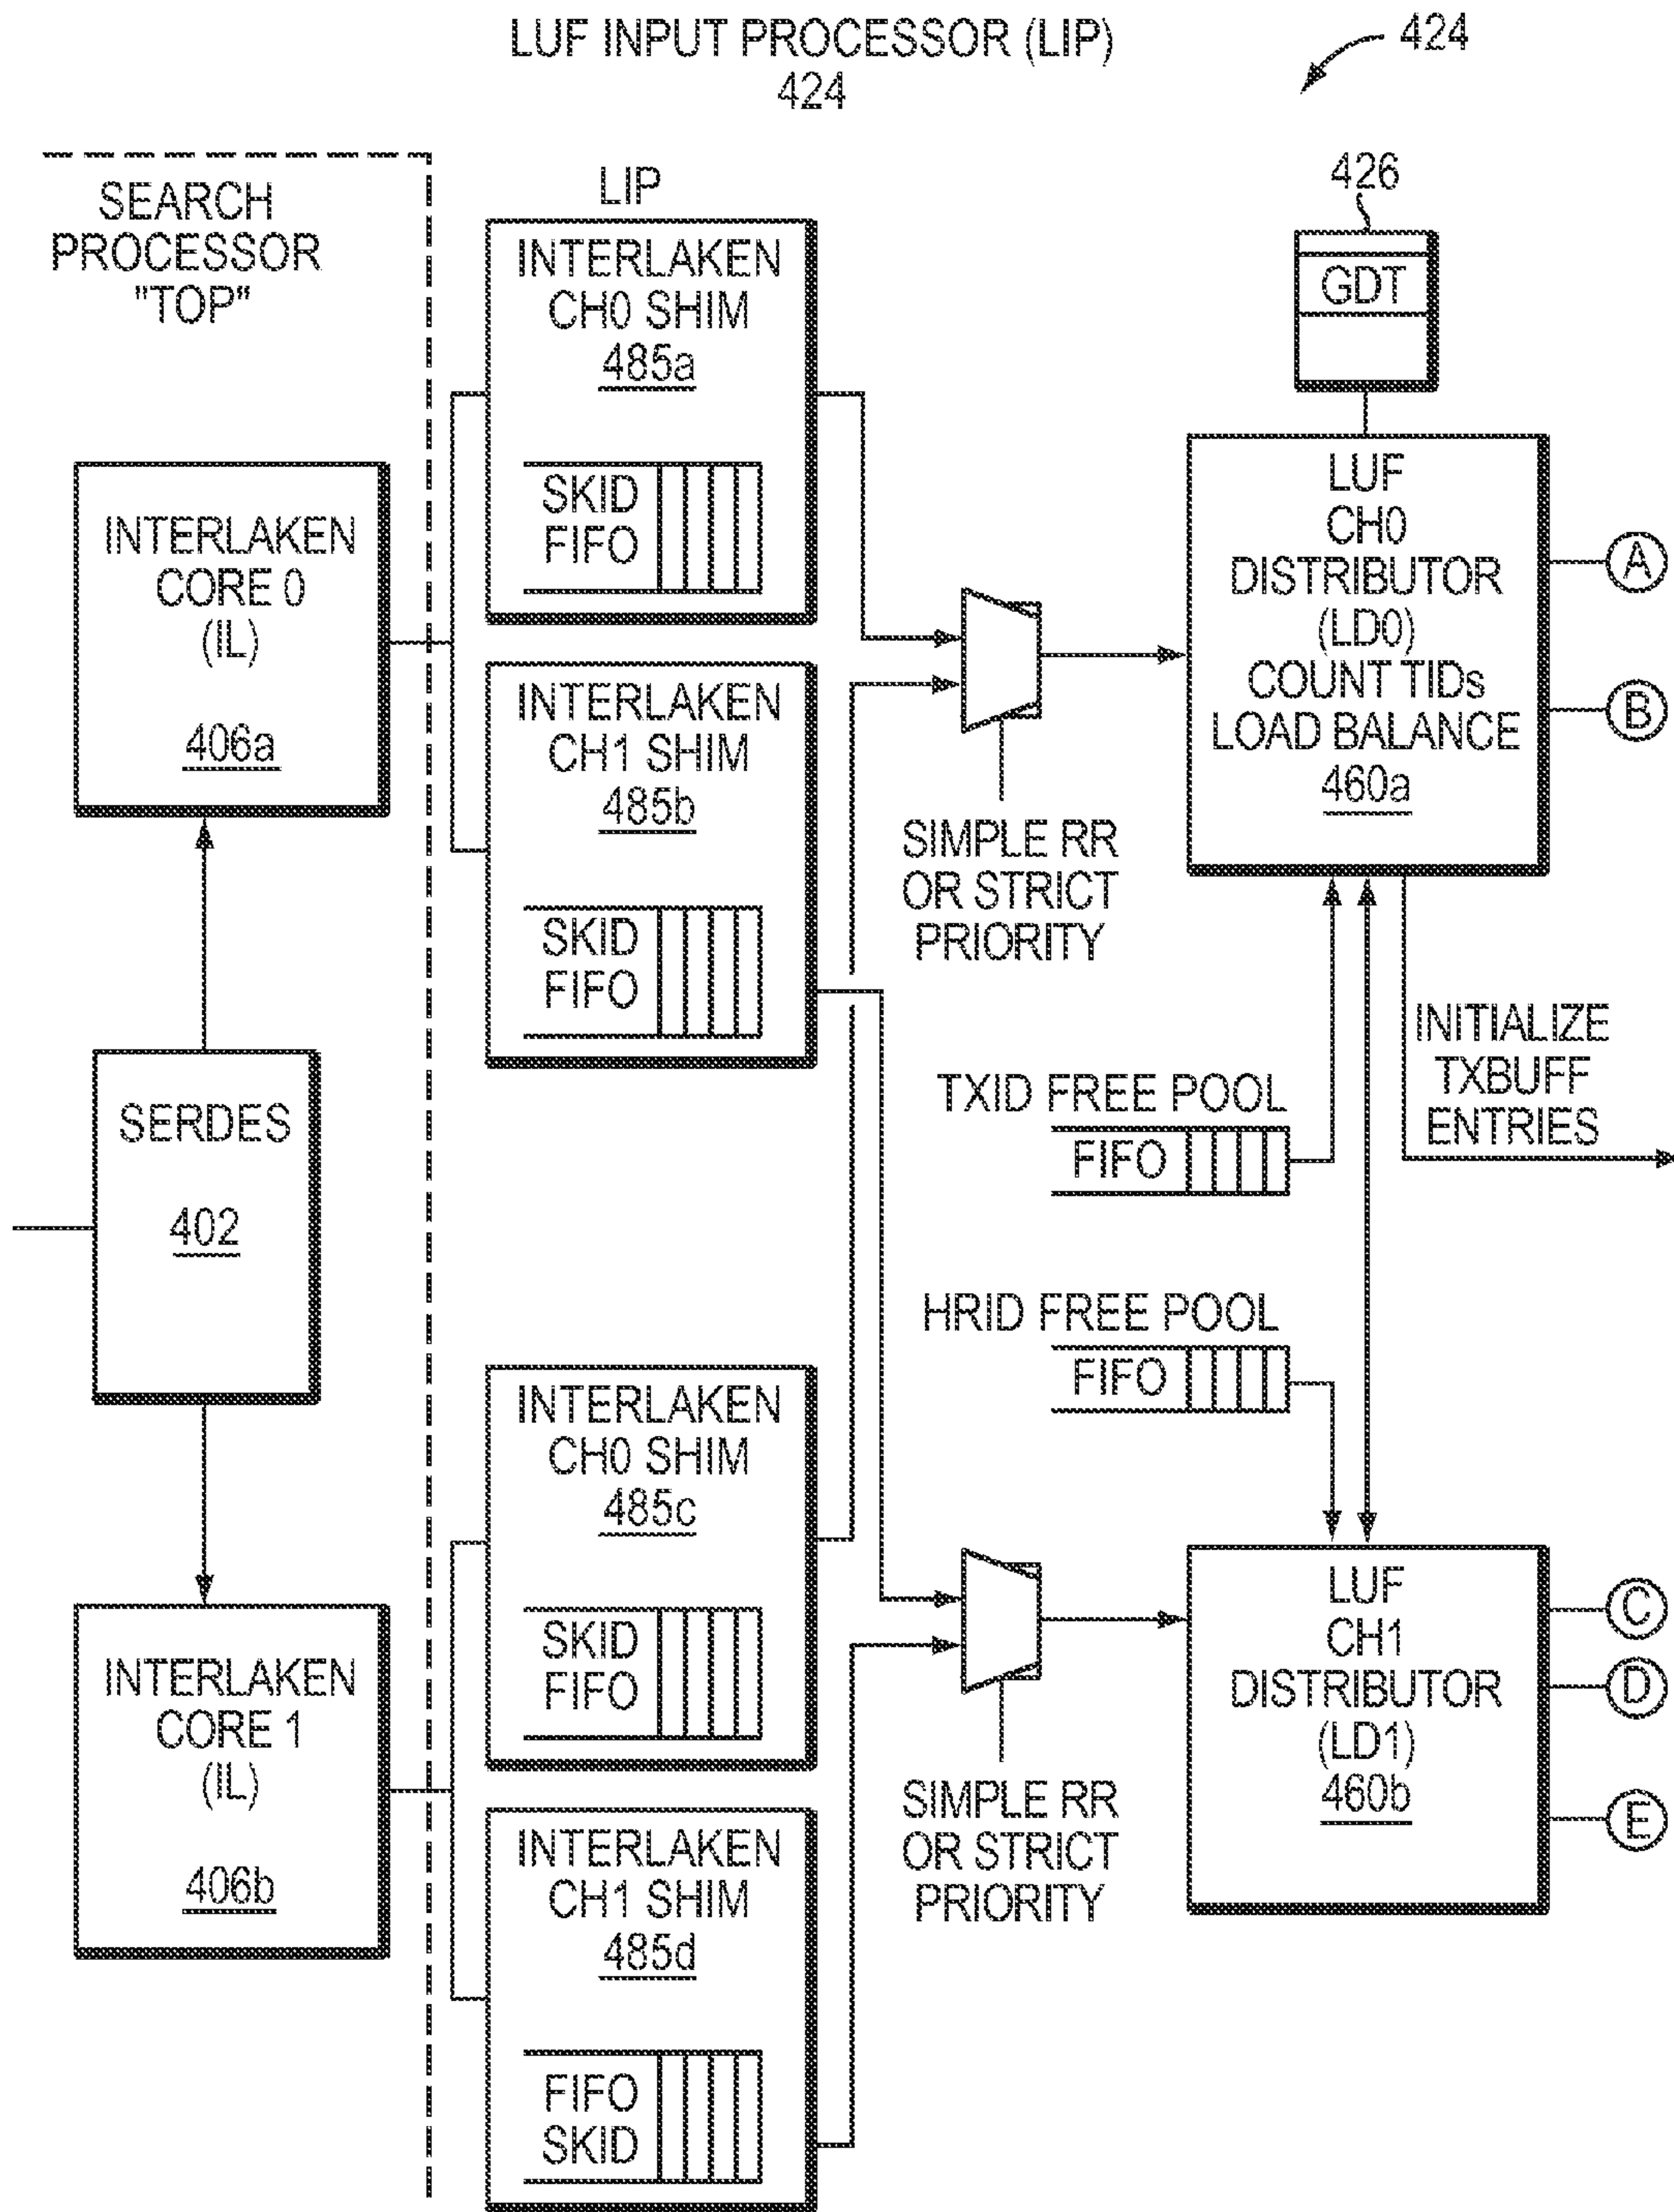 LUF INPUT PROCESSOR (LIP)
424
424
SEARCH
PROCESSOR
"TOP"
LIP
INTERLAKEN
CH0 SHIM
485a
SKID
FIFO
426
GDT
INTERLAKEN
CORE 0
(IL)
406a
INTERLAKEN
CH1 SHIM
485b
SKID
FIFO
SIMPLE RR
OR STRICT
PRIORITY
LUF
CH0
DISTRIBUTOR
(LD0)
COUNT TIDs
LOAD BALANCE
460a
A
B
INITIALIZE
TXBUFF
ENTRIES
TXID FREE POOL
FIFO
SERDES
402
HRID FREE POOL
FIFO
INTERLAKEN
CH0 SHIM
485c
SKID
FIFO
INTERLAKEN
CORE 1
(IL)
406b
INTERLAKEN
CH1 SHIM
485d
FIFO
SKID
SIMPLE RR
OR STRICT
PRIORITY
LUF
CH1
DISTRIBUTOR
(LD1)
460b
C
D
E